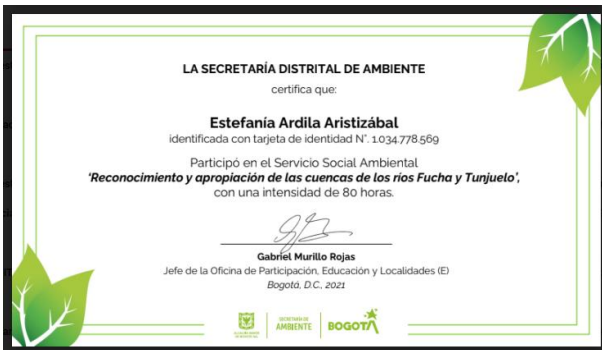 LA SECRETARÍA DISTRITAL DE AMBIENTE
certifica que:
Estefanía Ardila Aristizábal
identificada con tarjeta de identidad N°. 1.034.778.569
Participó en el Servicio Social Ambiental
'Reconocimiento y apropiación de las cuencas de los ríos Fucha y Tunjuelo',
con una intensidad de 80 horas.
Gabriel Murillo Rojas
Jefe de la Oficina de Participación, Educación y Localidades (E)
Bogotá, D.C., 2021
SECRETARÍA DE
AMBIENTE
BOGOTÁ